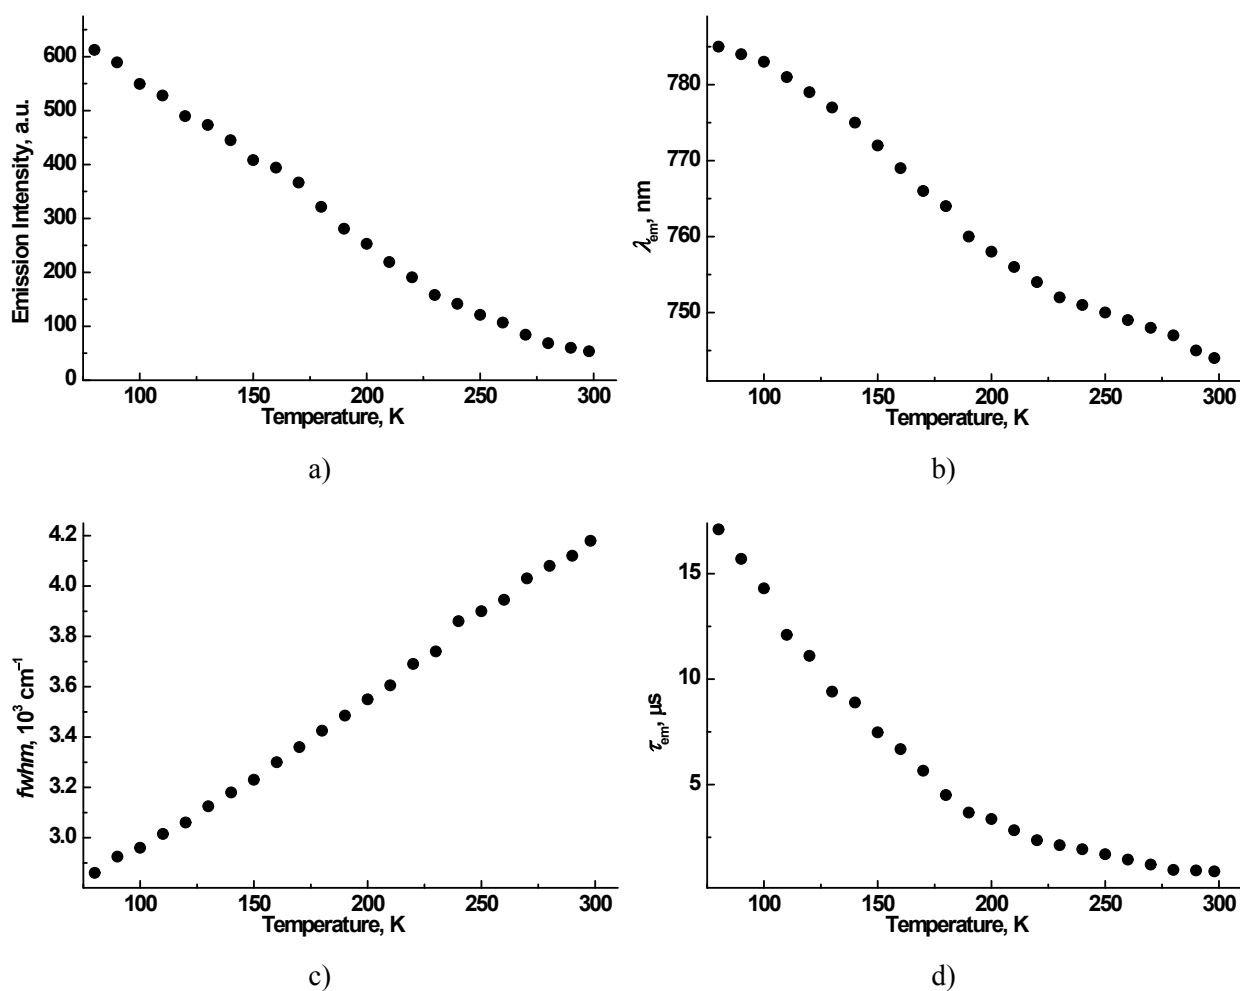 600
500
400
300
200
100
0
Emission Intensity, a.u.
100 150 200 250 300
Temperature, K
a)
780
770
760
750
λem, nm
100 150 200 250 300
Temperature, K
b)
4.2
4.0
3.8
3.6
3.4
3.2
3.0
fwhm, 10³ cm⁻¹
100 150 200 250 300
Temperature, K
c)
15
10
5
τem, μs
100 150 200 250 300
Temperature, K
d)